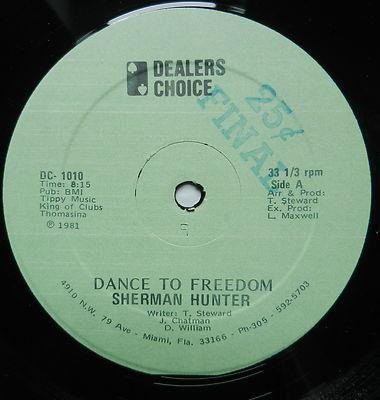 DEALERS
CHOICE
25¢
FINAL
DC- 1010
Time: 8:15
Pub: BMI
Tippy Music
King of Clubs
Thomasina
℗ 1981
33 1/3 rpm
Side A
Arr & Prod:
T. Steward
Ex. Prod:
L. Maxwell
DANCE TO FREEDOM
SHERMAN HUNTER
Writer: T. Steward
J. Chatman
D. William
4910 N.W. 79 Ave - Miami, Fla. 33166 - Ph-305 - 592-5703